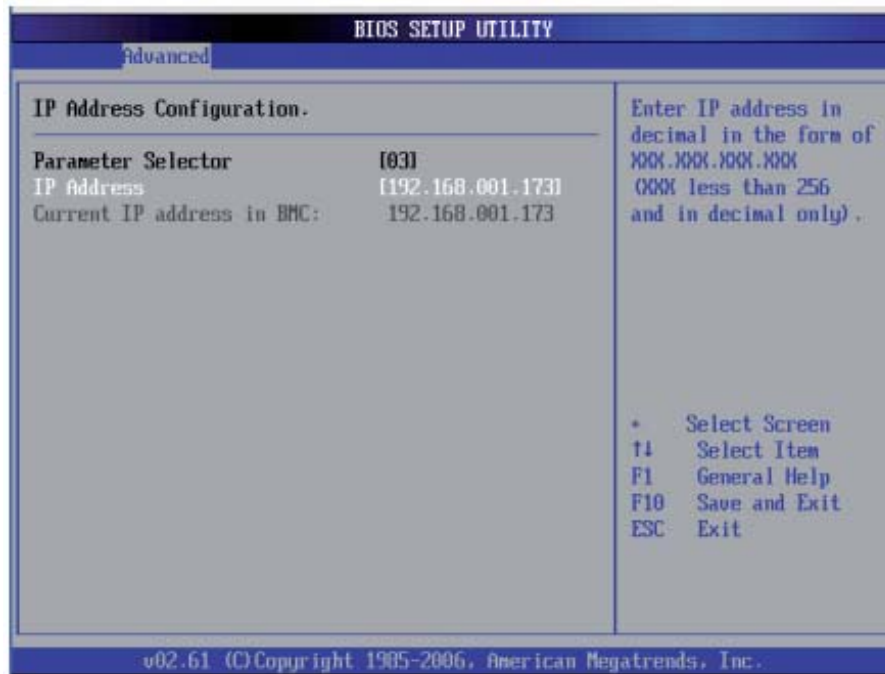 BIOS SETUP UTILITY
Advanced
IP Address Configuration.
Parameter Selector [03]
IP Address [192.168.001.173]
Current IP address in BMC: 192.168.001.173
Enter IP address in
decimal in the form of
XXX.XXX.XXX.XXX
(XXX less than 256
and in decimal only).
* Select Screen
↑↓ Select Item
F1 General Help
F10 Save and Exit
ESC Exit
v02.61 (C)Copyright 1985-2006, American Megatrends, Inc.